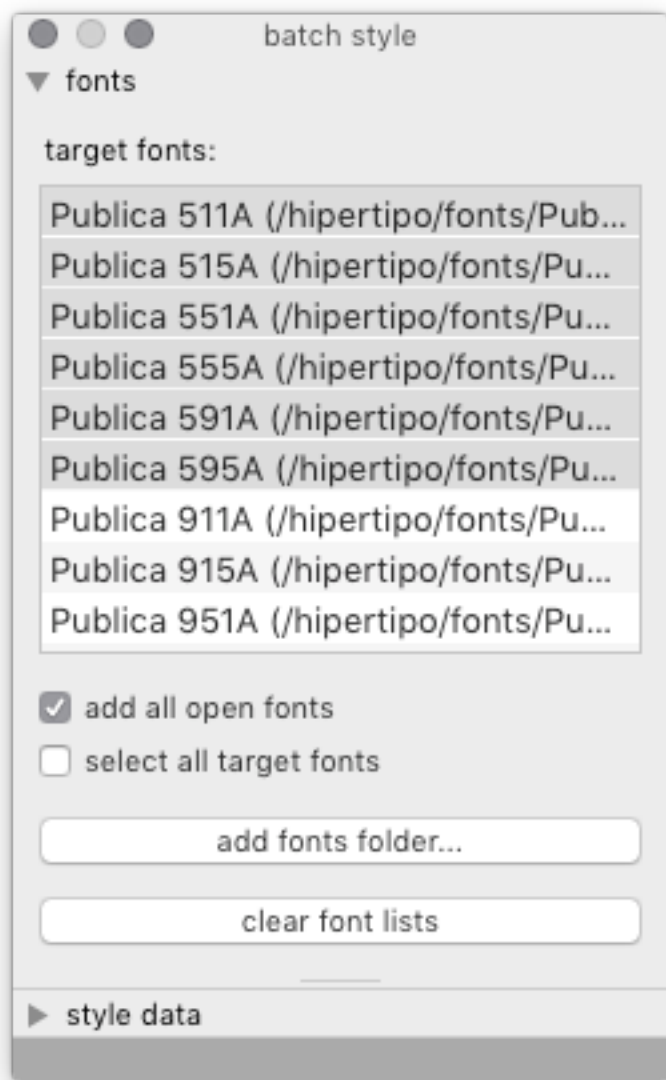 batch style
fonts
target fonts:
Publica 511A (/hipertipo/fonts/Pub...
Publica 515A (/hipertipo/fonts/Pu...
Publica 551A (/hipertipo/fonts/Pu...
Publica 555A (/hipertipo/fonts/Pu...
Publica 591A (/hipertipo/fonts/Pu...
Publica 595A (/hipertipo/fonts/Pu...
Publica 911A (/hipertipo/fonts/Pu...
Publica 915A (/hipertipo/fonts/Pu...
Publica 951A (/hipertipo/fonts/Pu...
add all open fonts
select all target fonts
add fonts folder...
clear font lists
style data